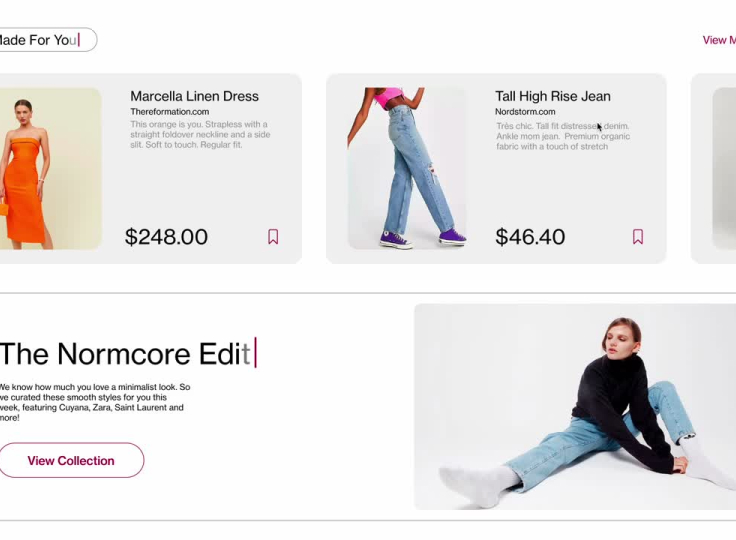 Made For You
View M
Marcella Linen Dress
Thereformation.com
This orange is you. Strapless with a
straight foldover neckline and a side
slit. Soft to touch. Regular fit.
$248.00
Tall High Rise Jean
Nordstorm.com
Très chic. Tall fit distressed denim.
Ankle mom jean. Premium organic
fabric with a touch of stretch
$46.40
The Normcore Edit
We know how much you love a minimalist look. So
we curated these smooth styles for you this
week, featuring Cuyana, Zara, Saint Laurent and
more!
View Collection